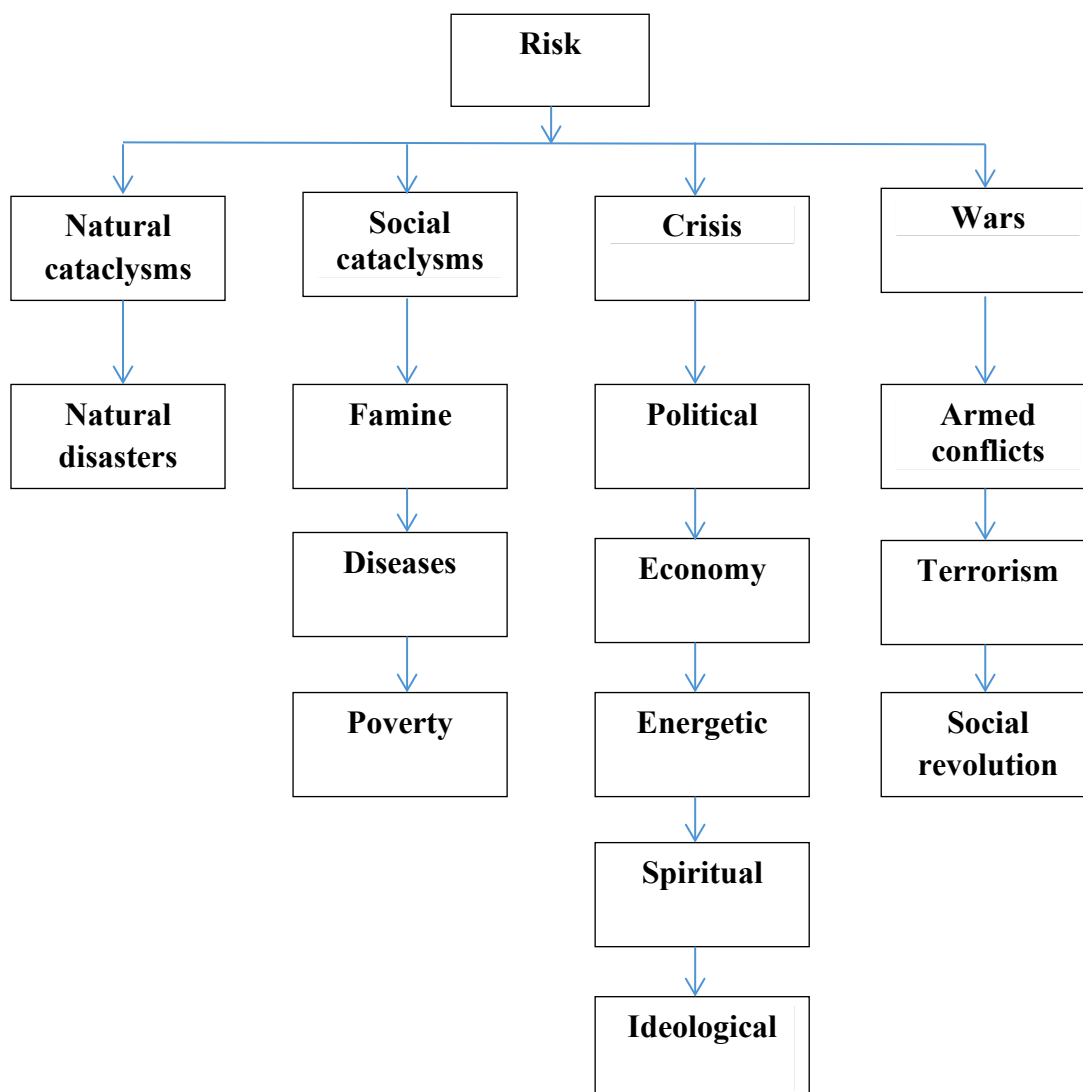 Risk
Natural
cataclysms
Social
cataclysms
Crisis
Wars
Natural
disasters
Famine
Political
Armed
conflicts
Diseases
Economy
Terrorism
Poverty
Energetic
Social
revolution
Spiritual
Ideological